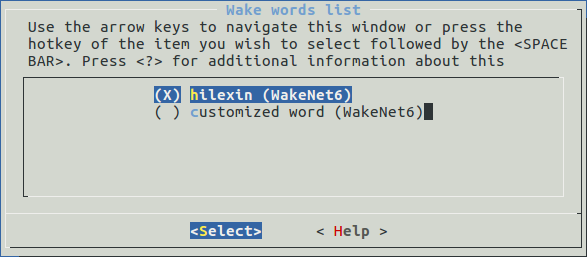 Wake words list
Use the arrow keys to navigate this window or press the
hotkey of the item you wish to select followed by the <SPACE
BAR>. Press <?> for additional information about this
(X) hilexin (WakeNet6)
( ) customized word (WakeNet6)
<Select> < Help >